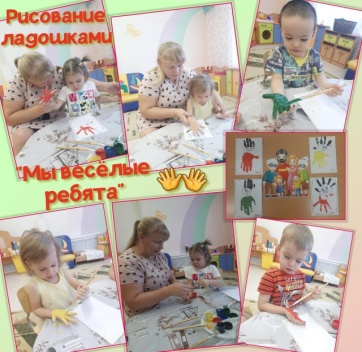 Рисование
ладошками
"Мы весёлые
ребята"